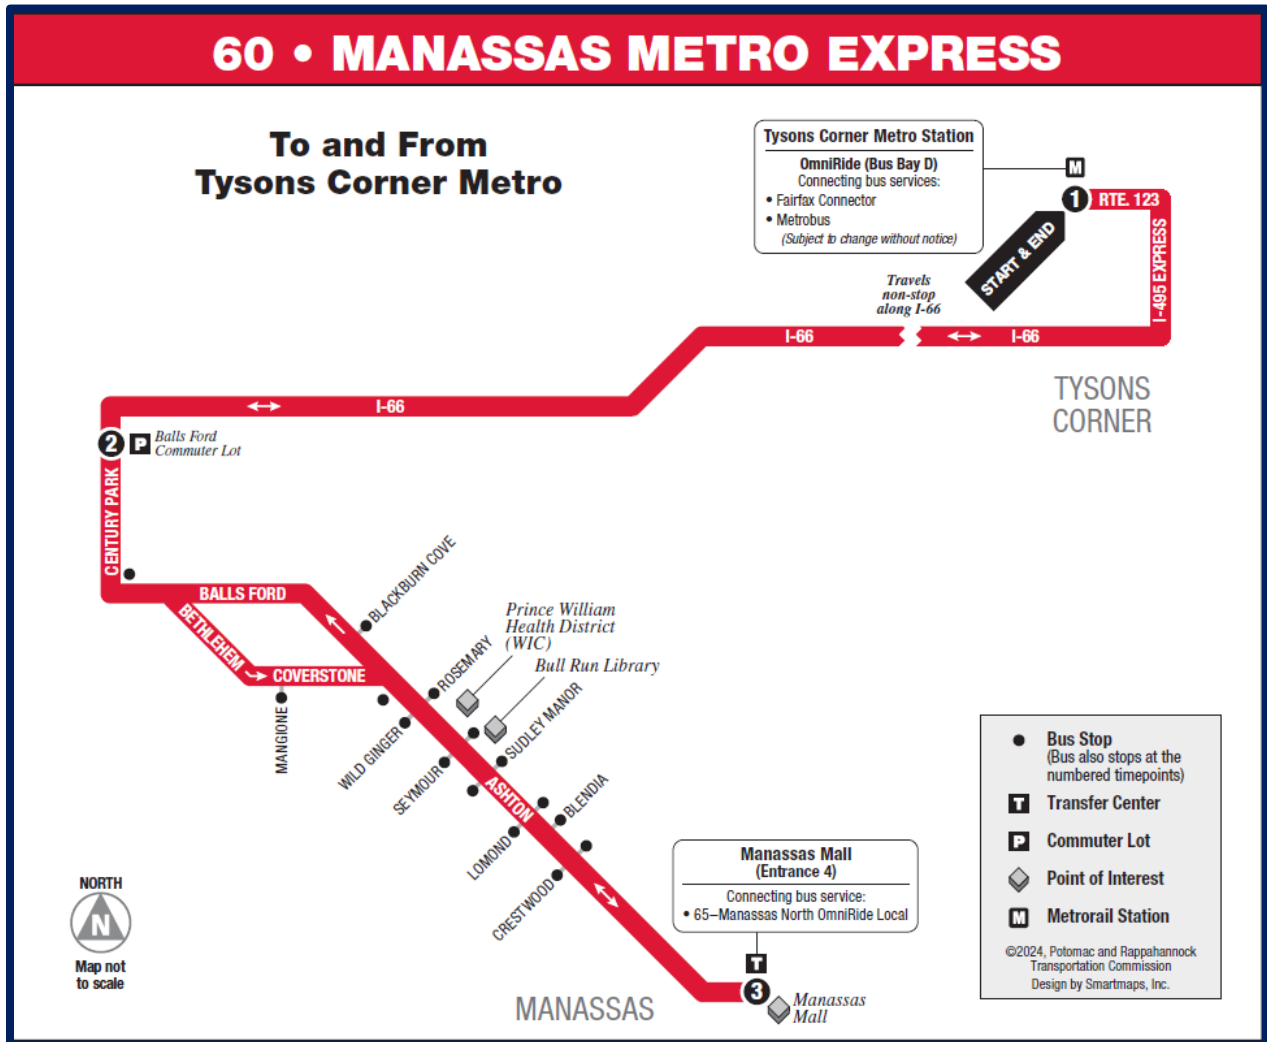 60 • MANASSAS METRO EXPRESS
To and From
Tysons Corner Metro
Tysons Corner Metro Station
OmniRide (Bus Bay D)
Connecting bus services:
• Fairfax Connector
• Metrobus
(Subject to change without notice)
M
1
RTE. 123
START & END
I-495 EXPRESS
Travels
non-stop
along I-66
I-66
I-66
TYSONS
CORNER
I-66
2
P
Balls Ford
Commuter Lot
CENTURY PARK
BALLS FORD
BETHLEHEM
COVERSTONE
MANGIONE
BLACKBURN COVE
Prince William
Health District
(WIC)
ROSEMARY
Bull Run Library
WILD GINGER
SUDLEY MANOR
SEYMOUR
ASHTON
BLENDIA
LOMOND
CRESTWOOD
Manassas Mall
(Entrance 4)
Connecting bus service:
• 65–Manassas North OmniRide Local
T
3
Manassas
Mall
MANASSAS
NORTH
N
Map not
to scale
Bus Stop
(Bus also stops at the
numbered timepoints)
T Transfer Center
P Commuter Lot
Point of Interest
M Metrorail Station
©2024, Potomac and Rappahannock
Transportation Commission
Design by Smartmaps, Inc.